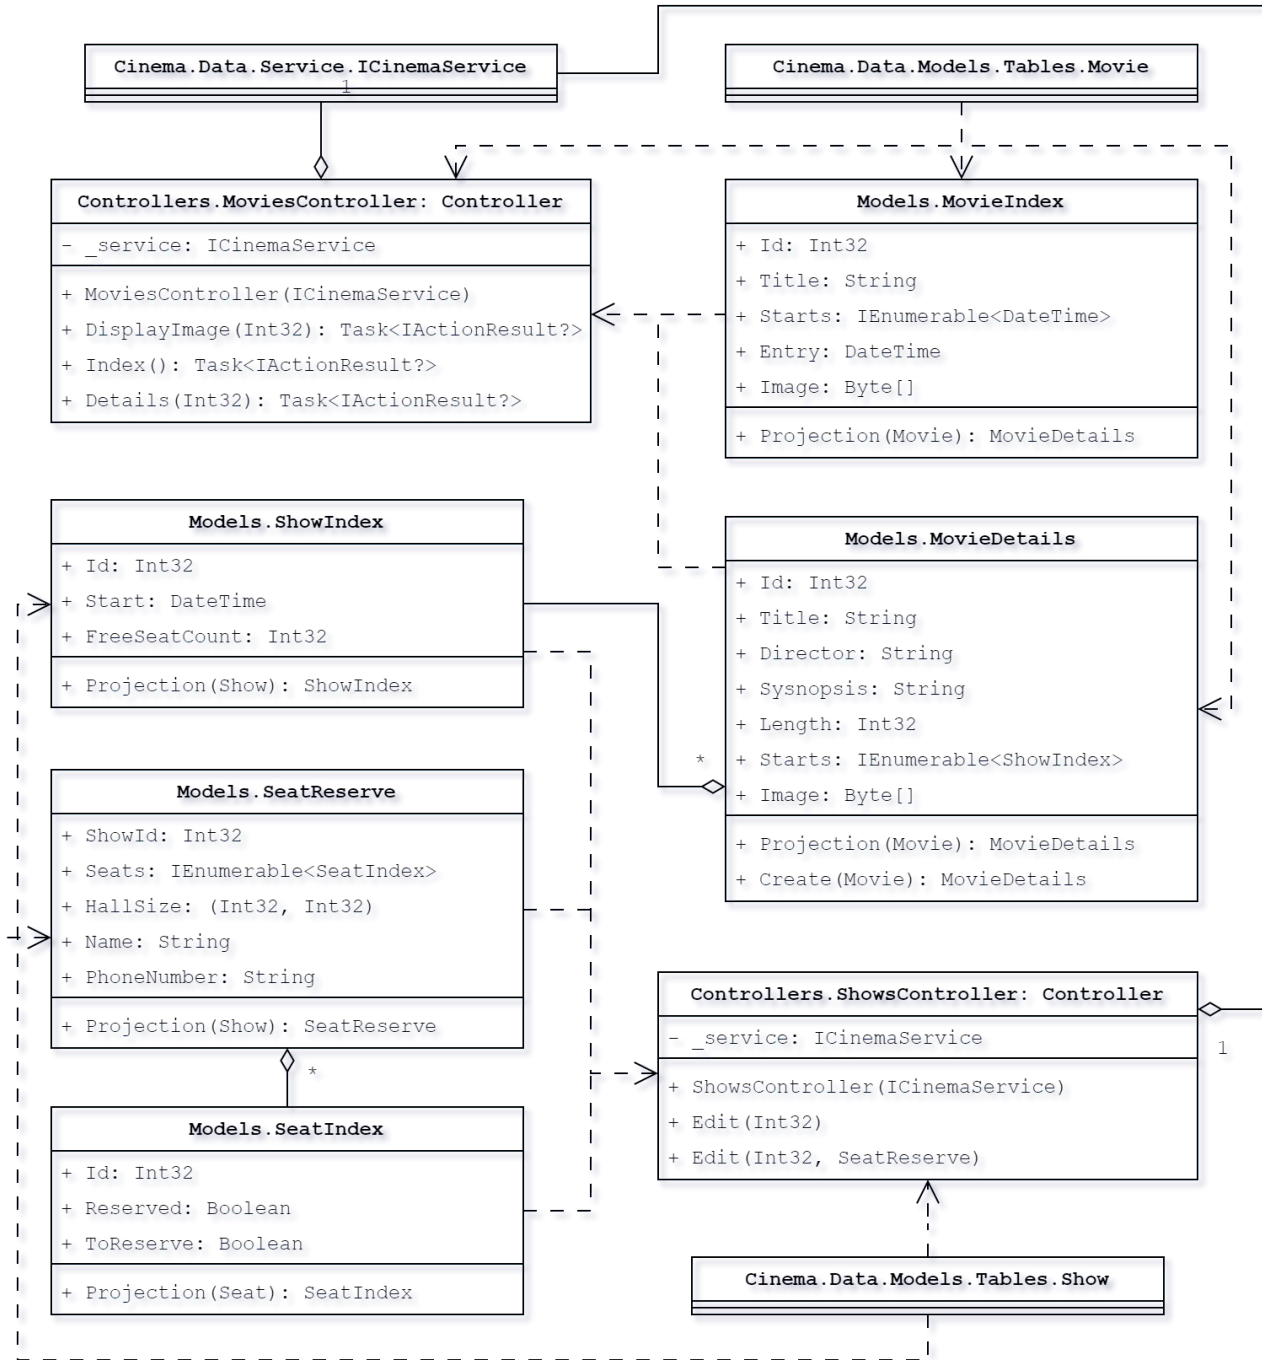 Cinema.Data.Service.ICinemaService
1
Cinema.Data.Models.Tables.Movie
Controllers.MoviesController: Controller
- _service: ICinemaService
+ MoviesController(ICinemaService)
+ DisplayImage(Int32): Task<IActionResult?>
+ Index(): Task<IActionResult?>
+ Details(Int32): Task<IActionResult?>
Models.MovieIndex
+ Id: Int32
+ Title: String
+ Starts: IEnumerable<DateTime>
+ Entry: DateTime
+ Image: Byte[]
+ Projection(Movie): MovieDetails
Models.ShowIndex
+ Id: Int32
+ Start: DateTime
+ FreeSeatCount: Int32
+ Projection(Show): ShowIndex
Models.MovieDetails
+ Id: Int32
+ Title: String
+ Director: String
+ Sysnopsis: String
+ Length: Int32
+ Starts: IEnumerable<ShowIndex>
+ Image: Byte[]
+ Projection(Movie): MovieDetails
+ Create(Movie): MovieDetails
*
Models.SeatReserve
+ ShowId: Int32
+ Seats: IEnumerable<SeatIndex>
+ HallSize: (Int32, Int32)
+ Name: String
+ PhoneNumber: String
+ Projection(Show): SeatReserve
*
Controllers.ShowsController: Controller
- _service: ICinemaService
+ ShowsController(ICinemaService)
+ Edit(Int32)
+ Edit(Int32, SeatReserve)
1
Models.SeatIndex
+ Id: Int32
+ Reserved: Boolean
+ ToReserve: Boolean
+ Projection(Seat): SeatIndex
Cinema.Data.Models.Tables.Show